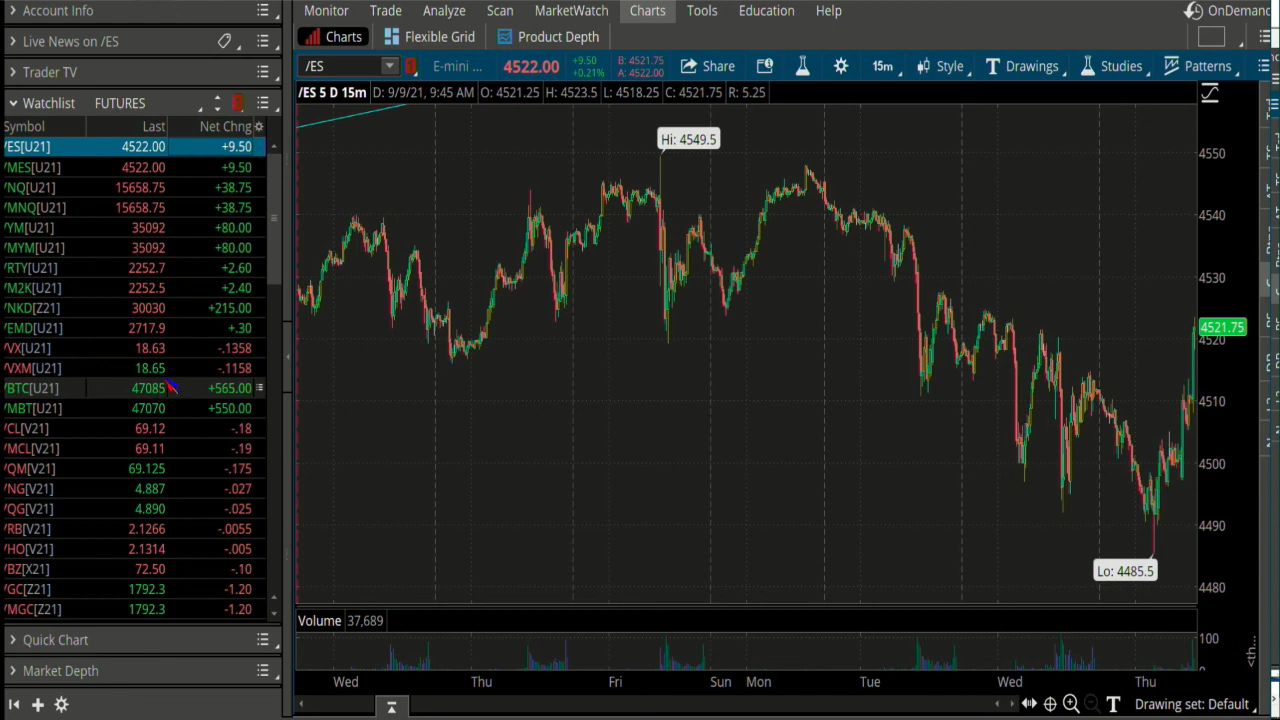 Account Info
Live News on /ES
Trader TV
Watchlist FUTURES
Symbol Last Net Chng
/ES[U21] 4522.00 +9.50
/MES[U21] 4522.00 +9.50
/NQ[U21] 15658.75 +38.75
/MNQ[U21] 15658.75 +38.75
/YM[U21] 35092 +80.00
/MYM[U21] 35092 +80.00
/RTY[U21] 2252.7 +2.60
/M2K[U21] 2252.5 +2.40
/NKD[Z21] 30030 +215.00
/EMD[U21] 2717.9 +.30
/VX[U21] 18.63 -.1358
/VXM[U21] 18.65 -.1158
/BTC[U21] 47085 +565.00
/MBT[U21] 47070 +550.00
/CL[V21] 69.12 -.18
/MCL[V21] 69.11 -.19
/QM[V21] 69.125 -.175
/NG[V21] 4.887 -.027
/QG[V21] 4.890 -.025
/RB[V21] 2.1266 -.0055
/HO[V21] 2.1314 -.005
/BZ[X21] 72.50 -.10
/GC[Z21] 1792.3 -1.20
/MGC[Z21] 1792.3 -1.20
Quick Chart
Market Depth
Monitor Trade Analyze Scan MarketWatch Charts Tools Education Help
OnDemand
Charts Flexible Grid Product Depth
/ES E-mini ... 4522.00 +9.50 +0.21% B: 4521.75 A: 4522.00 Share 15m Style Drawings Studies Patterns
/ES 5 D 15m D: 9/9/21, 9:45 AM O: 4521.25 H: 4523.5 L: 4518.25 C: 4521.75 R: 5.25
Hi: 4549.5
4550
4540
4530
4521.75
4520
4510
4500
4490
4480
Lo: 4485.5
Volume 37,689
100
0
<th...
Wed Thu Fri Sun Mon Tue Wed Thu
Drawing set: Default